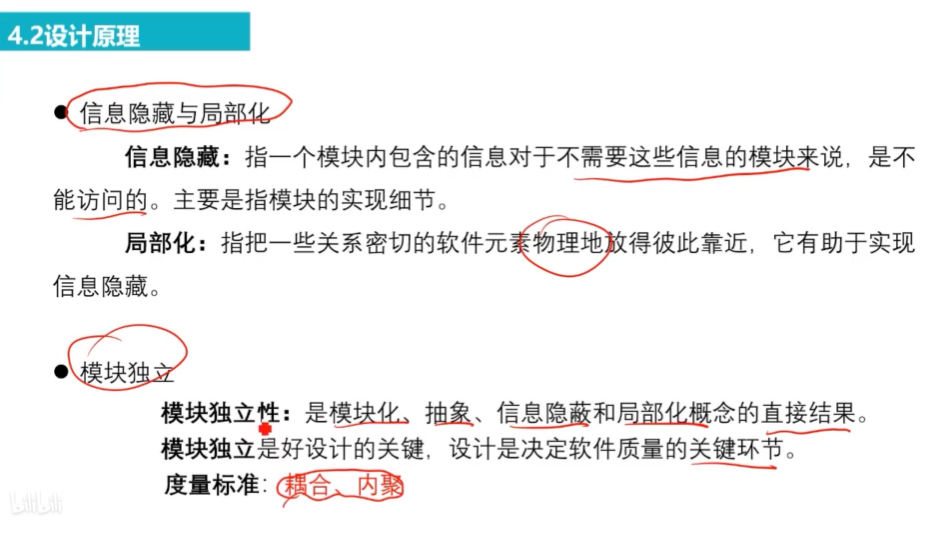 4.2设计原理
● 信息隐藏与局部化
信息隐藏：指一个模块内包含的信息对于不需要这些信息的模块来说，是不
能访问的。主要是指模块的实现细节。
局部化：指把一些关系密切的软件元素物理地放得彼此靠近，它有助于实现
信息隐藏。
● 模块独立
模块独立性：是模块化、抽象、信息隐蔽和局部化概念的直接结果。
模块独立是好设计的关键，设计是决定软件质量的关键环节。
度量标准：耦合、内聚
bilibili